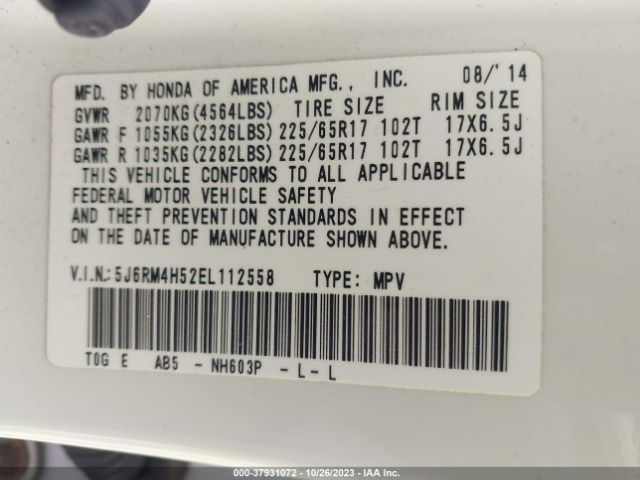 MFD. BY HONDA OF AMERICA MFG., INC. 08/'14
GVWR 2070KG(4564LBS) TIRE SIZE RIM SIZE
GAWR F 1055KG(2326LBS) 225/65R17 102T 17X6.5J
GAWR R 1035KG(2282LBS) 225/65R17 102T 17X6.5J
THIS VEHICLE CONFORMS TO ALL APPLICABLE
FEDERAL MOTOR VEHICLE SAFETY
AND THEFT PREVENTION STANDARDS IN EFFECT
ON THE DATE OF MANUFACTURE SHOWN ABOVE.
V.I.N.: 5J6RM4H52EL112558 TYPE: MPV
T0G E AB5 - NH603P - L - L
000-37931072 - 10/26/2023 - IAA Inc.